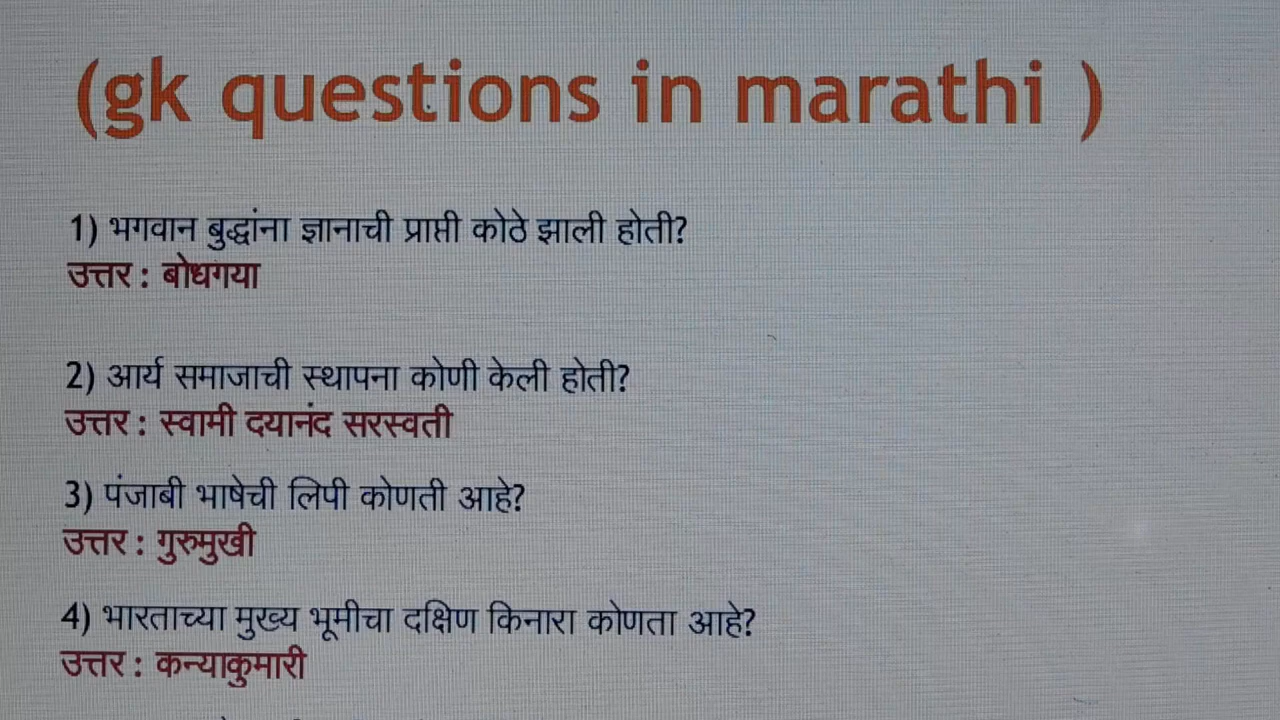 (gk questions in marathi )
1) भगवान बुद्धांना ज्ञानाची प्राप्ती कोठे झाली होती?
उत्तर : बोधगया
2) आर्य समाजाची स्थापना कोणी केली होती?
उत्तर : स्वामी दयानंद सरस्वती
3) पंजाबी भाषेची लिपी कोणती आहे?
उत्तर : गुरुमुखी
4) भारताच्या मुख्य भूमीचा दक्षिण किनारा कोणता आहे?
उत्तर : कन्याकुमारी